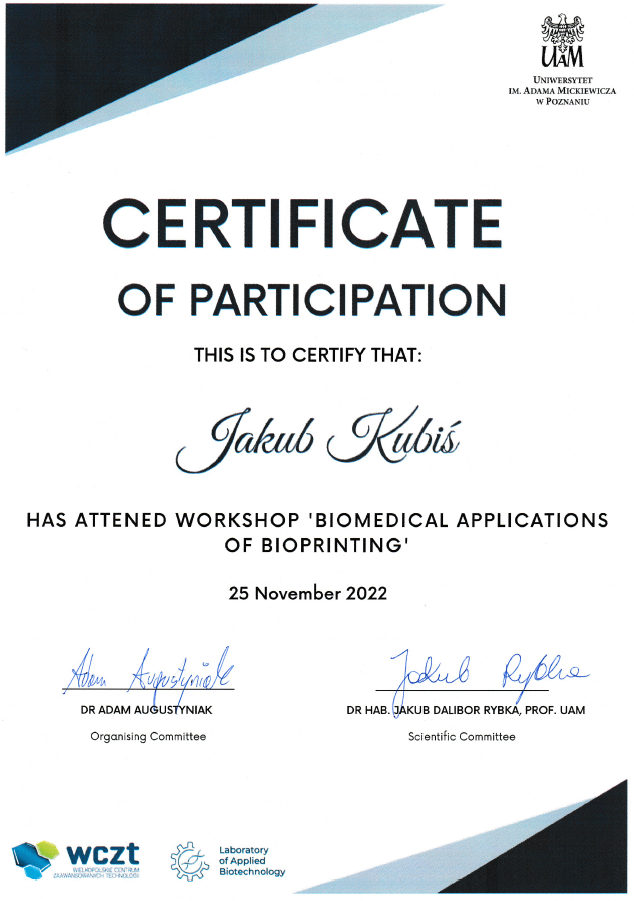 UAM
UNIWERSYTET
IM. ADAMA MICKIEWICZA
W POZNANIU
CERTIFICATE
OF PARTICIPATION
THIS IS TO CERTIFY THAT:
Jakub Kubiś
HAS ATTENED WORKSHOP 'BIOMEDICAL APPLICATIONS
OF BIOPRINTING'
25 November 2022
Adam Augustyniak
Jakub Rybka
DR ADAM AUGUSTYNIAK
DR HAB. JAKUB DALIBOR RYBKA, PROF. UAM
Organising Committee
Scientific Committee
wczt
WIELKOPOLSKIE CENTRUM
ZAAWANSOWANYCH TECHNOLOGII
Laboratory
of Applied
Biotechnology